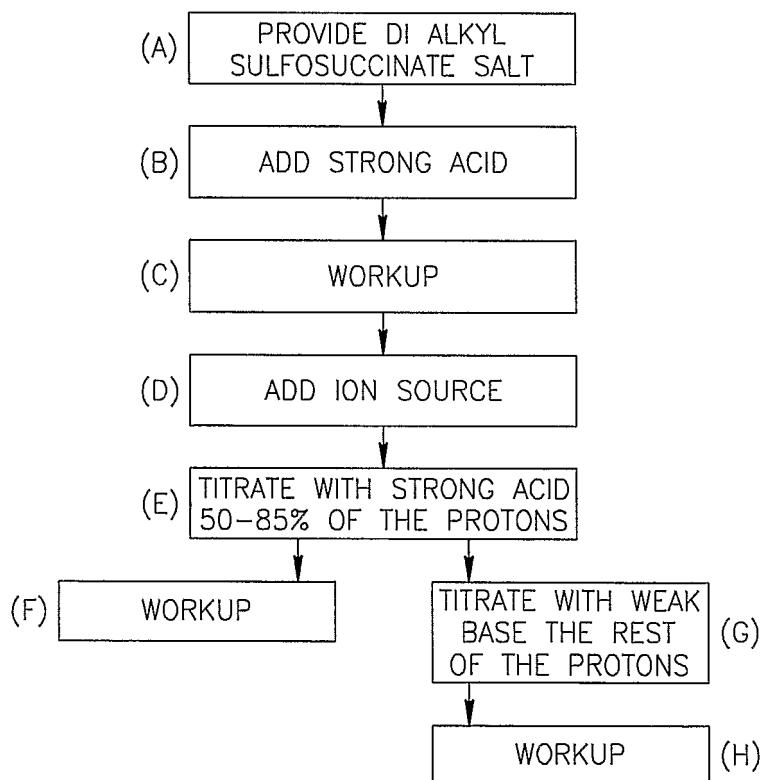 (A)
PROVIDE DI ALKYL
SULFOSUCCINATE SALT
(B)
ADD STRONG ACID
(C)
WORKUP
(D)
ADD ION SOURCE
(E)
TITRATE WITH STRONG ACID
50-85% OF THE PROTONS
(F)
WORKUP
TITRATE WITH WEAK
BASE THE REST
OF THE PROTONS
(G)
WORKUP
(H)